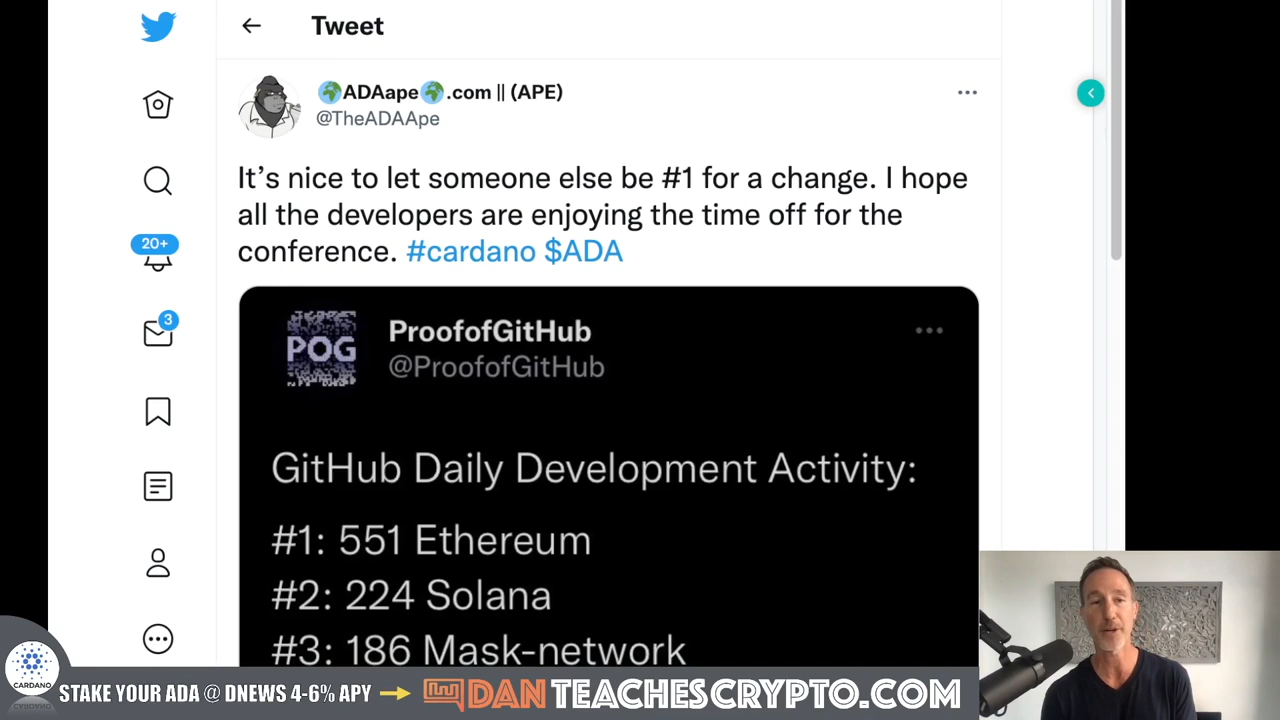 Tweet
🌍ADAape🌍.com || (APE)
@TheADAApe
It’s nice to let someone else be #1 for a change. I hope
all the developers are enjoying the time off for the
conference. #cardano $ADA
20+
3
POG
ProofofGitHub
@ProofofGitHub
GitHub Daily Development Activity:
#1: 551 Ethereum
#2: 224 Solana
#3: 186 Mask-network
CARDANO
STAKE YOUR ADA @ DNEWS 4-6% APY
DANTEACHESCRYPTO.COM